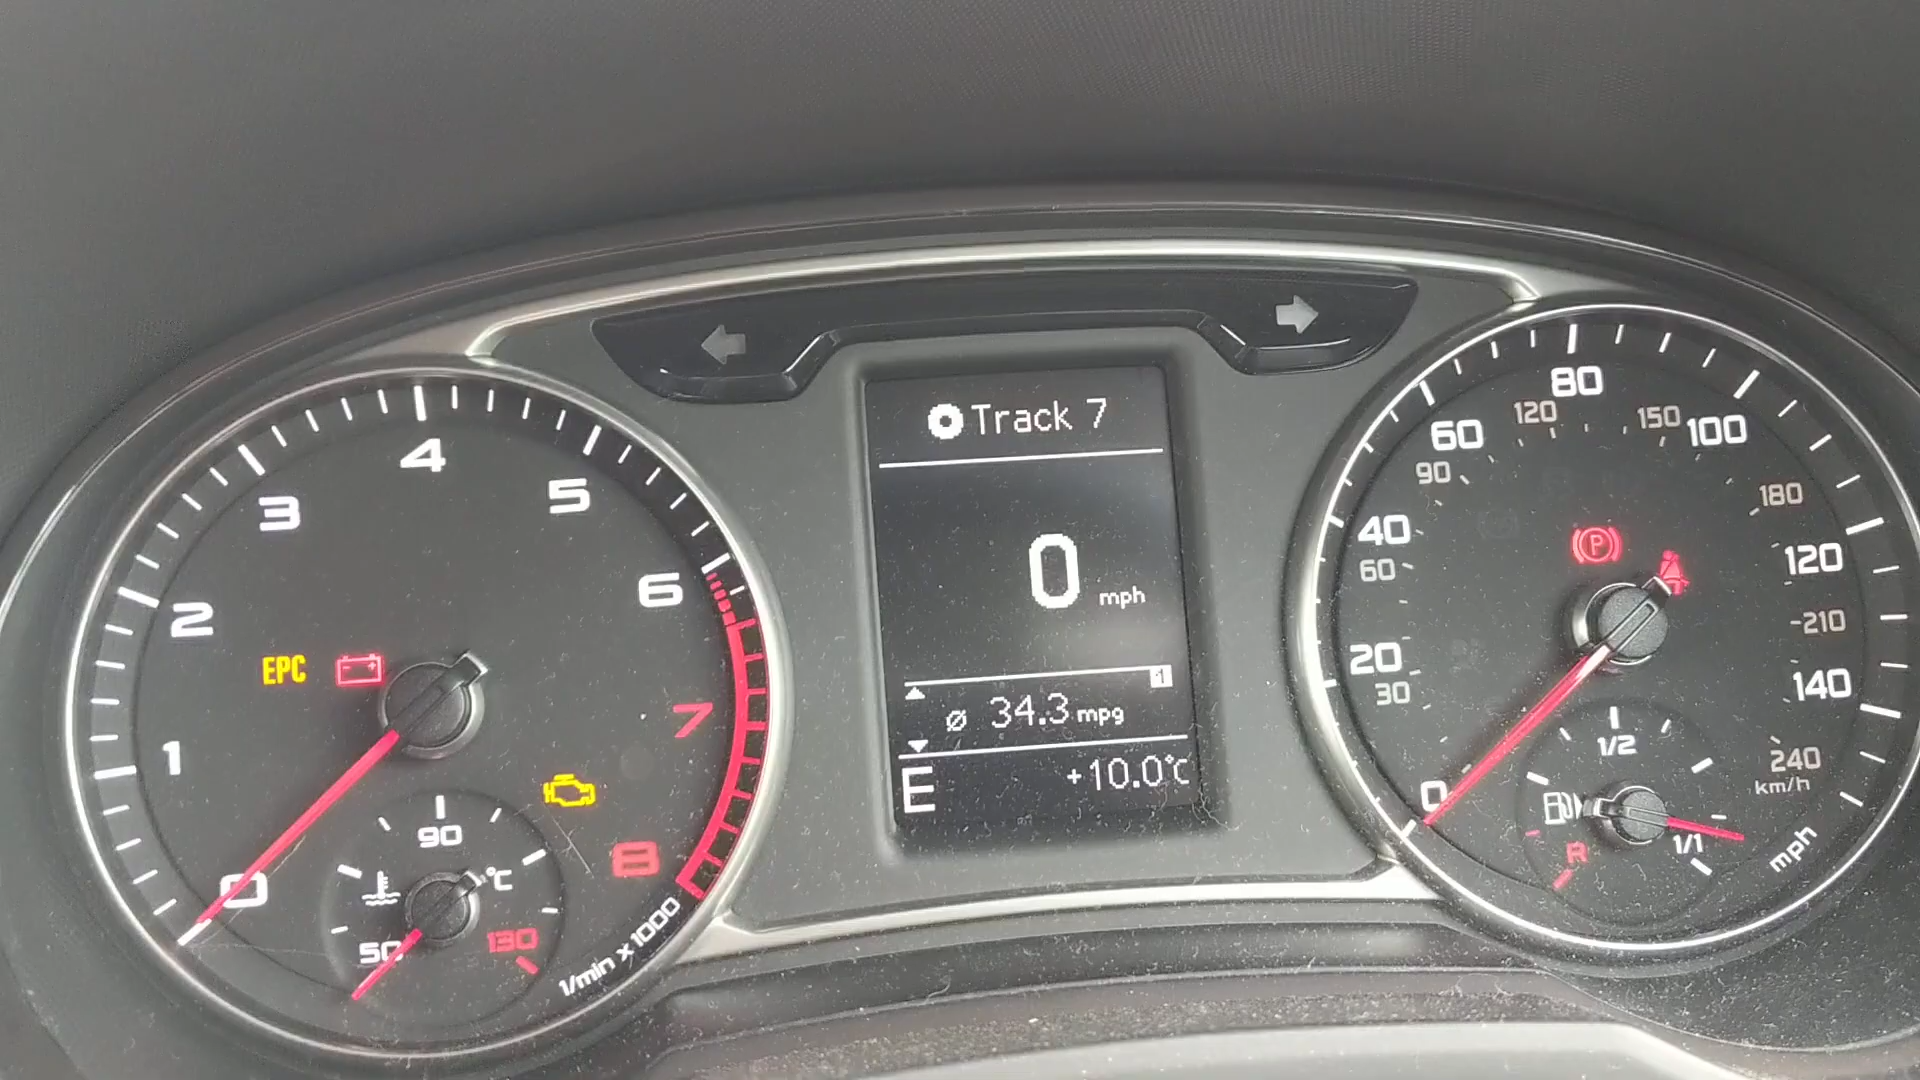 Track 7
0 mph
1
ø 34.3 mpg
E +10.0°C
0
1
2
3
4
5
6
7
8
1/min x 1000
EPC
50
90
130
°C
0
20
40
60
80
100
120
140
mph
30
60
90
120
150
180
210
240
km/h
P
R
1/2
1/1